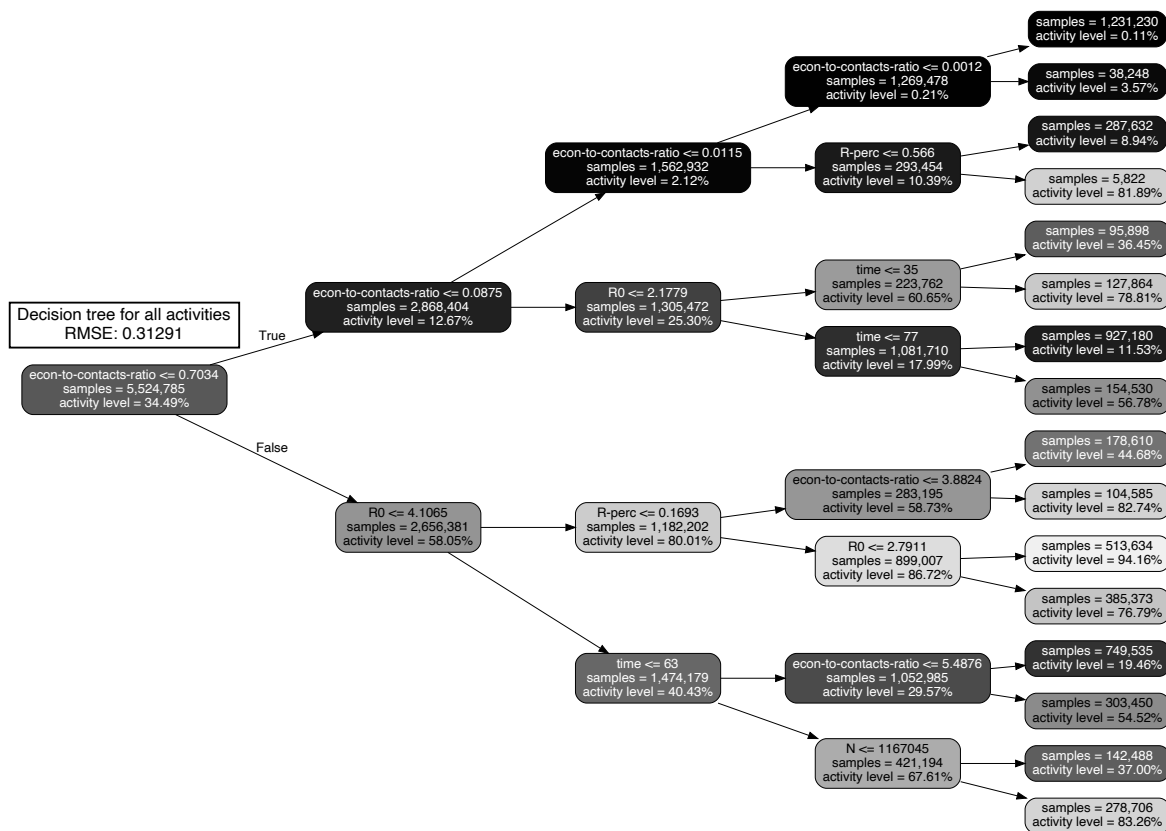 Decision tree for all activities
RMSE: 0.31291
True
False
econ-to-contacts-ratio <= 0.7034
samples = 5,524,785
activity level = 34.49%
econ-to-contacts-ratio <= 0.0875
samples = 2,868,404
activity level = 12.67%
R0 <= 4.1065
samples = 2,656,381
activity level = 58.05%
econ-to-contacts-ratio <= 0.0115
samples = 1,562,932
activity level = 2.12%
R0 <= 2.1779
samples = 1,305,472
activity level = 25.30%
R-perc <= 0.1693
samples = 1,182,202
activity level = 80.01%
time <= 63
samples = 1,474,179
activity level = 40.43%
econ-to-contacts-ratio <= 0.0012
samples = 1,269,478
activity level = 0.21%
R-perc <= 0.566
samples = 293,454
activity level = 10.39%
time <= 35
samples = 223,762
activity level = 60.65%
time <= 77
samples = 1,081,710
activity level = 17.99%
econ-to-contacts-ratio <= 3.8824
samples = 283,195
activity level = 58.73%
R0 <= 2.7911
samples = 899,007
activity level = 86.72%
econ-to-contacts-ratio <= 5.4876
samples = 1,052,985
activity level = 29.57%
N <= 1167045
samples = 421,194
activity level = 67.61%
samples = 1,231,230
activity level = 0.11%
samples = 38,248
activity level = 3.57%
samples = 287,632
activity level = 8.94%
samples = 5,822
activity level = 81.89%
samples = 95,898
activity level = 36.45%
samples = 127,864
activity level = 78.81%
samples = 927,180
activity level = 11.53%
samples = 154,530
activity level = 56.78%
samples = 178,610
activity level = 44.68%
samples = 104,585
activity level = 82.74%
samples = 513,634
activity level = 94.16%
samples = 385,373
activity level = 76.79%
samples = 749,535
activity level = 19.46%
samples = 303,450
activity level = 54.52%
samples = 142,488
activity level = 37.00%
samples = 278,706
activity level = 83.26%